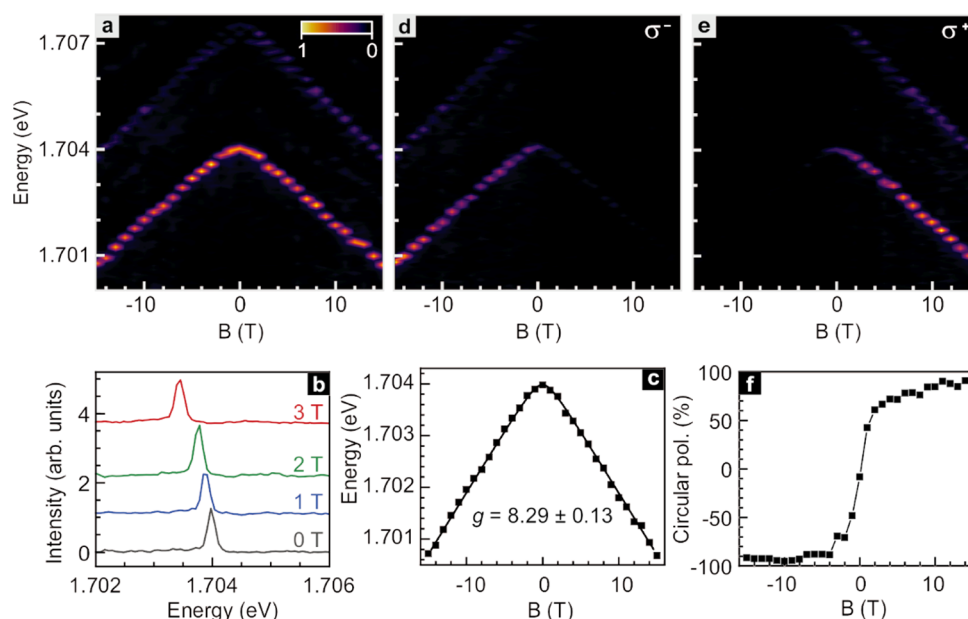 a
1 0
d
σ⁻
e
σ⁺
Energy (eV)
1.707
1.704
1.701
-10 0 10
B (T)
-10 0 10
B (T)
-10 0 10
B (T)
b
Intensity (arb. units)
4
2
0
3 T
2 T
1 T
0 T
1.702 1.704 1.706
Energy (eV)
c
Energy (eV)
1.704
1.703
1.702
1.701
g = 8.29 ± 0.13
-10 0 10
B (T)
f
Circular pol. (%)
100
50
0
-50
-100
-10 0 10
B (T)